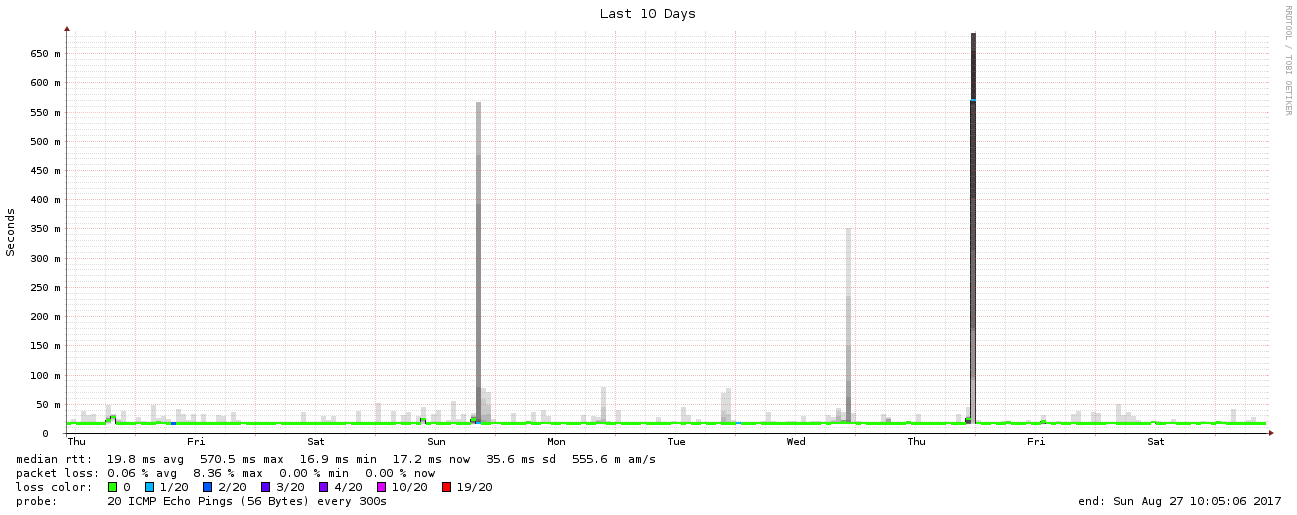 Last 10 Days
RRDTOOL / TOBI OETIKER
Seconds
650 m
600 m
550 m
500 m
450 m
400 m
350 m
300 m
250 m
200 m
150 m
100 m
50 m
0
Thu Fri Sat Sun Mon Tue Wed Thu Fri Sat
median rtt: 19.8 ms avg 570.5 ms max 16.9 ms min 17.2 ms now 35.6 ms sd 555.6 m am/s
packet loss: 0.06 % avg 8.36 % max 0.00 % min 0.00 % now
loss color: 0 1/20 2/20 3/20 4/20 10/20 19/20
probe: 20 ICMP Echo Pings (56 Bytes) every 300s end: Sun Aug 27 10:05:06 2017